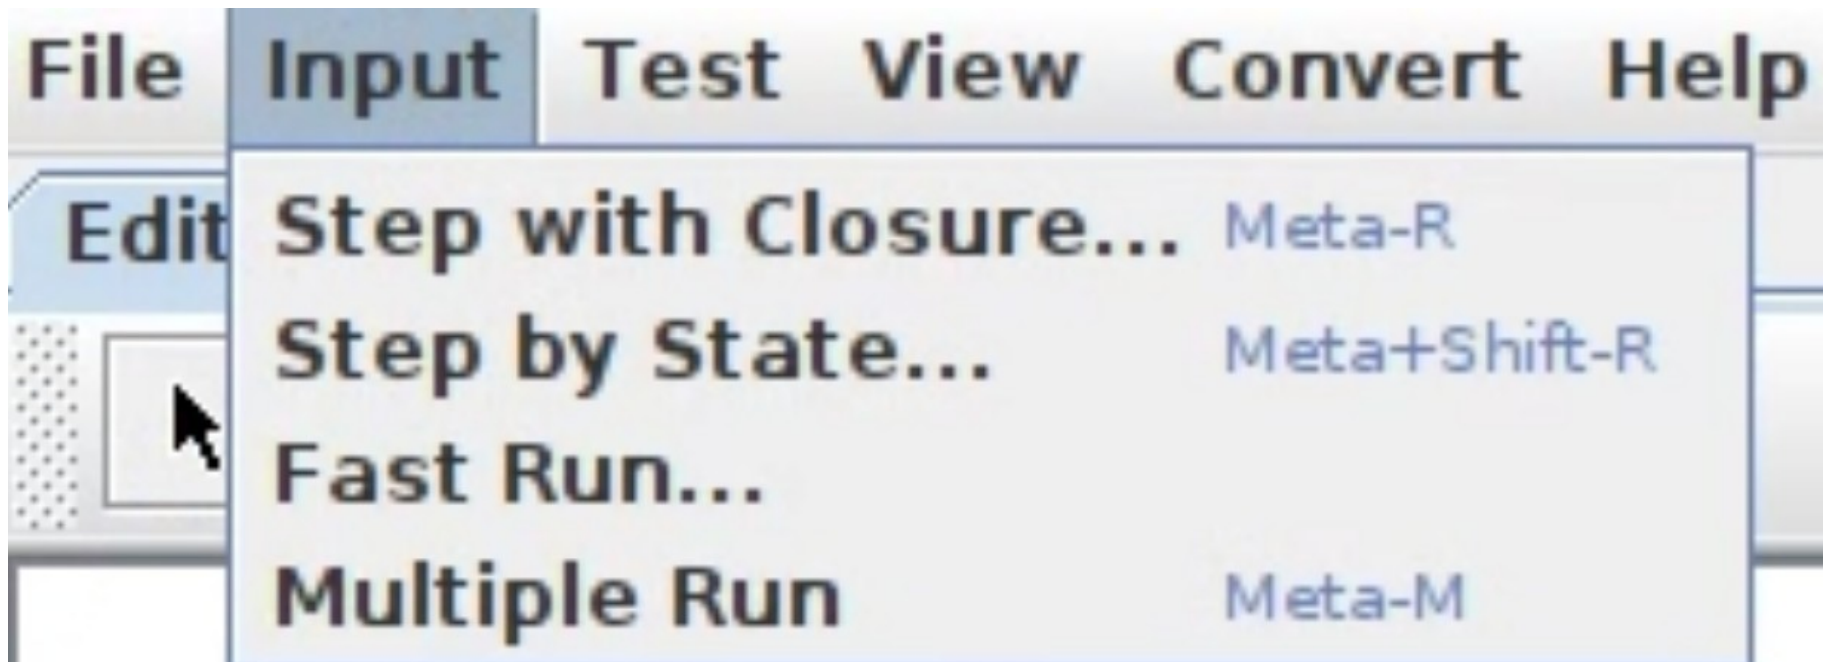 File Input Test View Convert Help
Edit
Step with Closure... Meta-R
Step by State... Meta+Shift-R
Fast Run...
Multiple Run Meta-M